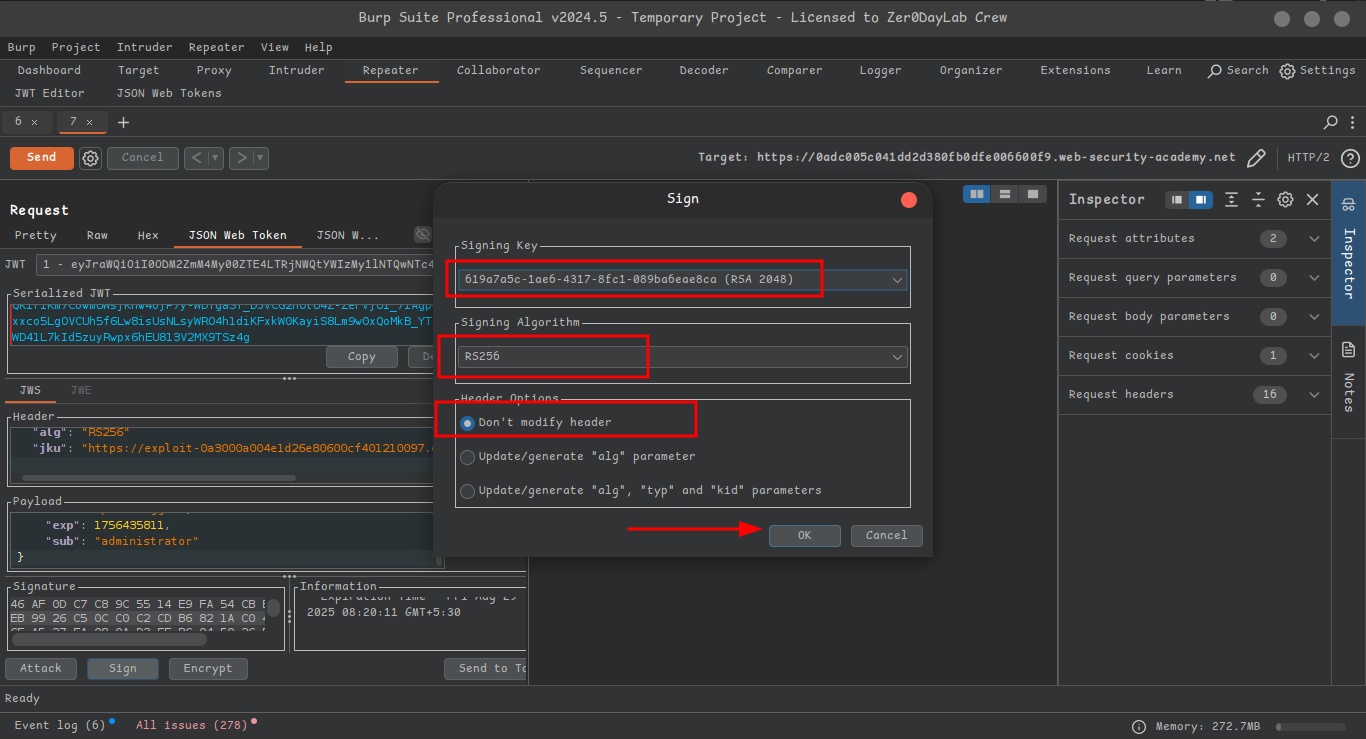 Burp Suite Professional v2024.5 - Temporary Project - Licensed to Zer0DayLab Crew
Burp Project Intruder Repeater View Help
Dashboard Target Proxy Intruder Repeater Collaborator Sequencer Decoder Comparer Logger Organizer Extensions Learn Search Settings
JWT Editor JSON Web Tokens
6 × 7 × +
Send Cancel < > Target: https://0adc005c041dd2d380fb0dfe006600f9.web-security-academy.net HTTP/2
Request
Pretty Raw Hex JSON Web Token JSON W...
JWT 1 - eyJraWQiOiI0ODM2ZmM4My00ZTE4LTRjNWQtYWIzMy1lNTQwNTc4
Serialized JWT
xxco5LgOVCUh5f6Lw8isUsNLsyWRO4h1diKFxkW0KayiS8Lm9w0xQoMkB_YT
WD41L7kId5zuyRwpx6hEU8l3V2MX9TSz4g
Copy De
JWS JWE
Header
"alg": "RS256"
"jku": "https://exploit-0a3000a004e1d26e80600cf401210097.
Payload
"exp": 1756435811,
"sub": "administrator"
}
Signature
46 AF 0D C7 C8 9C 55 14 E9 FA 54 CB
EB 99 26 C5 0C C0 C2 CD B6 82 1A C0
Information
Expiration Time - Fri Aug 29
2025 08:20:11 GMT+5:30
Attack Sign Encrypt Send to To
Sign
Signing Key
619a7a5c-1ae6-4317-8fc1-089ba6eae8ca (RSA 2048)
Signing Algorithm
RS256
Header Options
Don't modify header
Update/generate "alg" parameter
Update/generate "alg", "typ" and "kid" parameters
OK Cancel
Inspector
Request attributes 2
Request query parameters 0
Request body parameters 0
Request cookies 1
Request headers 16
Inspector
Notes
Ready
Event log (6) All issues (278) Memory: 272.7MB